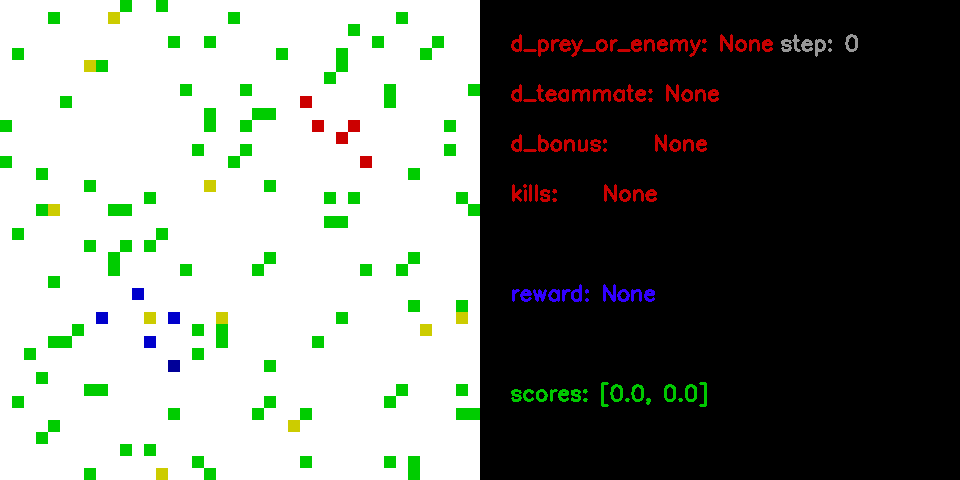 d_prey_or_enemy: None step: 0
d_teammate: None
d_bonus: None
kills: None
reward: None
scores: [0.0, 0.0]